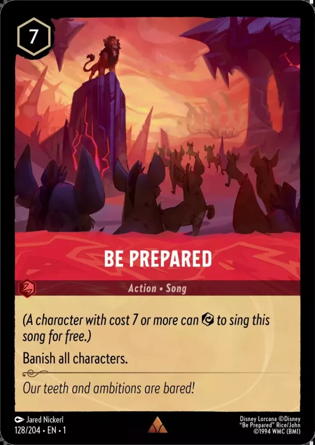 7
BE PREPARED
Action • Song
(A character with cost 7 or more can to sing this
song for free.)
Banish all characters.
Our teeth and ambitions are bared!
Jared Nickerl
128/204 • EN • 1
Disney Lorcana ©Disney
"Be Prepared" Rice/John
©1994 WMC (BMI)